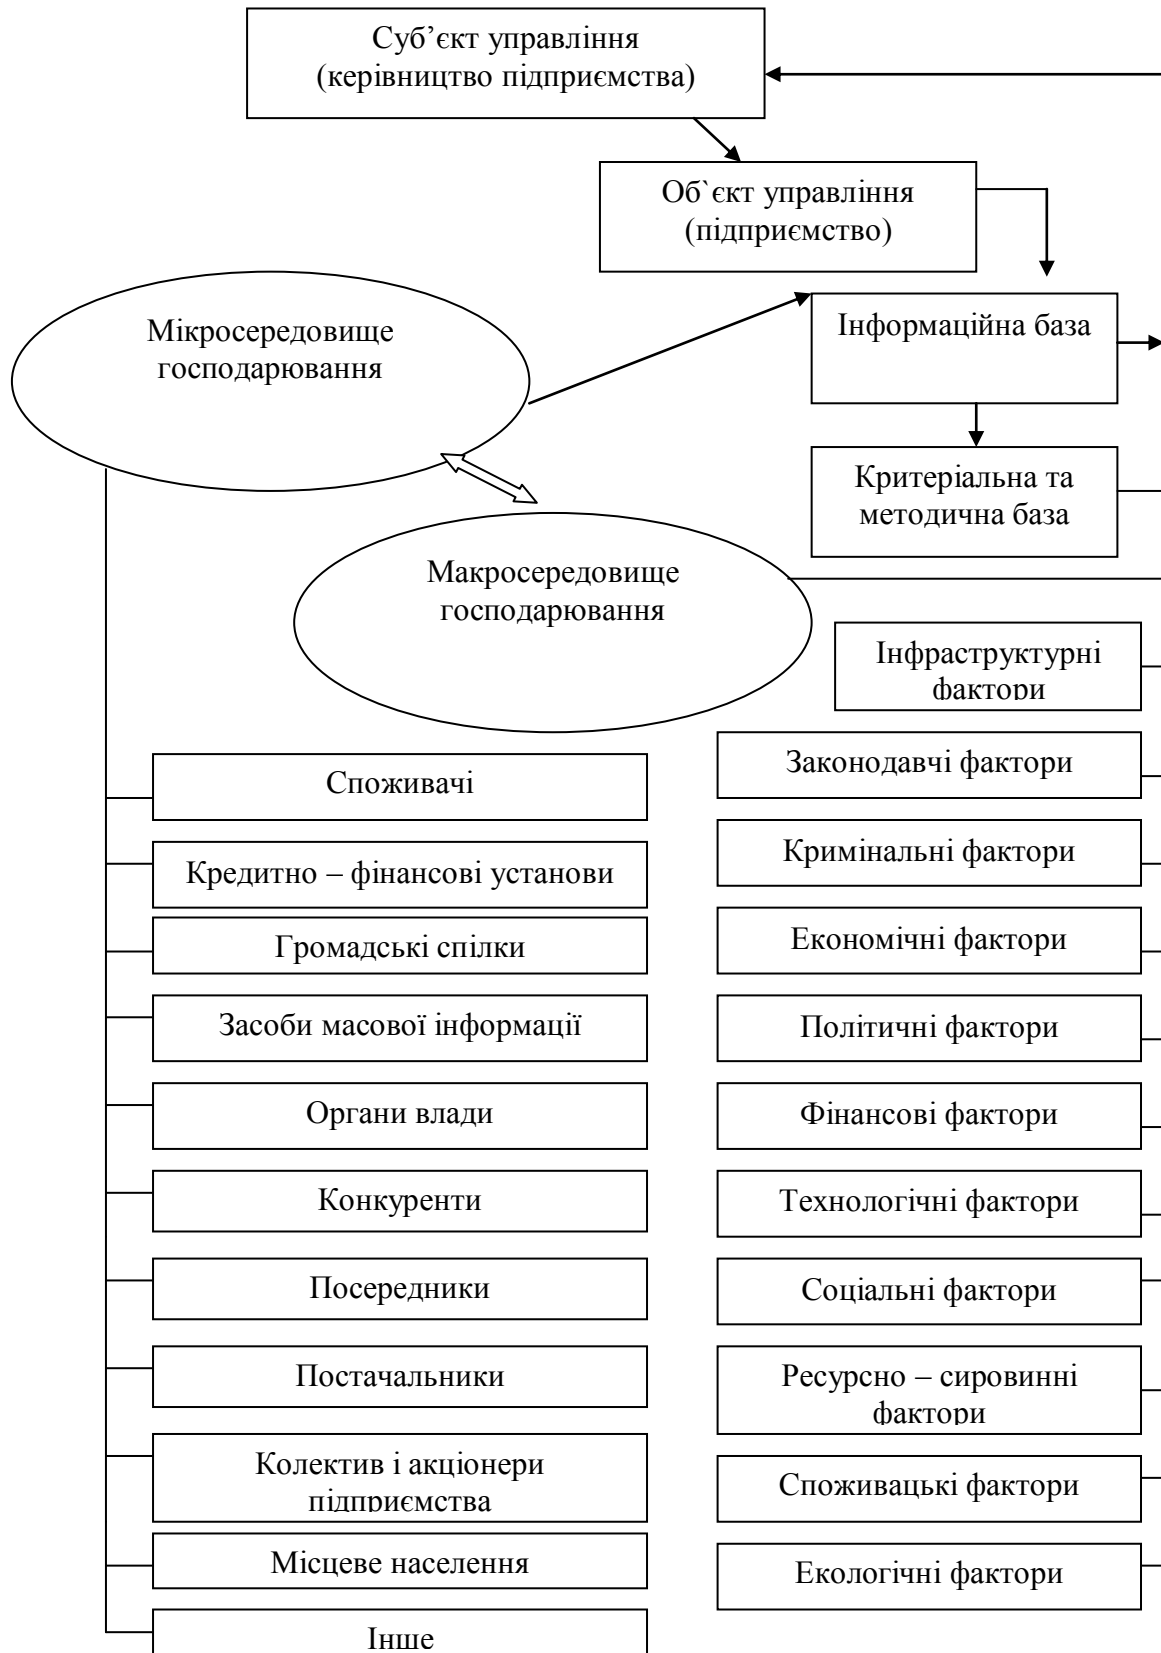 Суб’єкт управління
(керівництво підприємства)
Об`єкт управління
(підприємство)
Мікросередовище
господарювання
Інформаційна база
Критеріальна та
методична база
Макросередовище
господарювання
Інфраструктурні
фактори
Законодавчі фактори
Споживачі
Кримінальні фактори
Кредитно – фінансові установи
Економічні фактори
Громадські спілки
Політичні фактори
Засоби масової інформації
Фінансові фактори
Органи влади
Технологічні фактори
Конкуренти
Соціальні фактори
Посередники
Ресурсно – сировинні
фактори
Постачальники
Колектив і акціонери
підприємства
Споживацькі фактори
Місцеве населення
Екологічні фактори
Інше